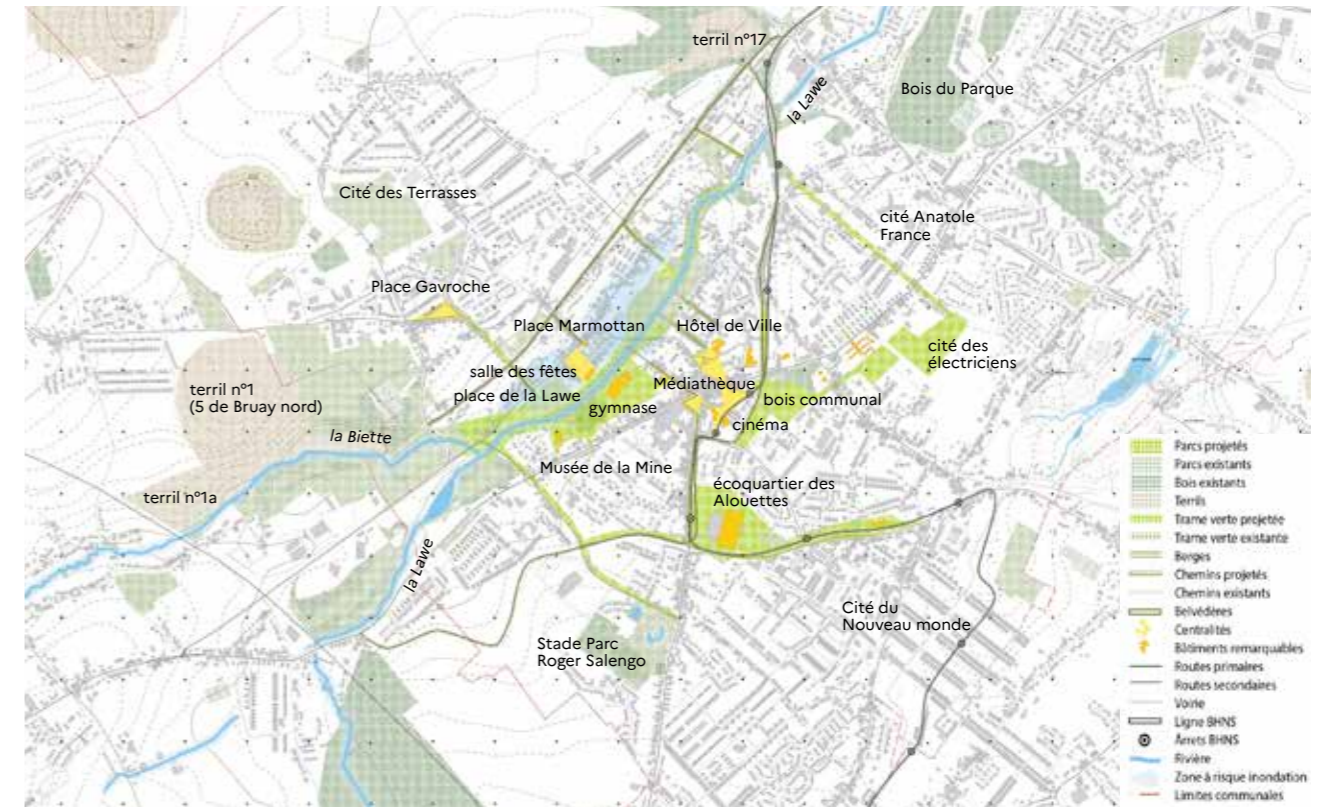 terril nº17
la Lawe
Bois du Parque
Cité des Terrasses
cité Anatole
France
Place Gavroche
Place Marmottan
Hôtel de Ville
cité des
électriciens
salle des fêtes
Médiathèque
terril nº1
(5 de Bruay nord)
place de la Lawe
gymnase
bois communal
cinéma
la Biette
Musée de la Mine
écoquartier des
Alouettes
terril nº1a
la Lawe
Cité du
Nouveau monde
Stade Parc
Roger Salengo
Parcs projetés
Parcs existants
Bois existants
Terrils
Trame verte projetée
Trame verte existante
Berges
Chemins projetés
Chemins existants
Belvédères
Centralités
Bâtiments remarquables
Routes primaires
Routes secondaires
Voirie
Ligne BHNS
Arrets BHNS
Rivière
Zone à risque inondation
Limites communales